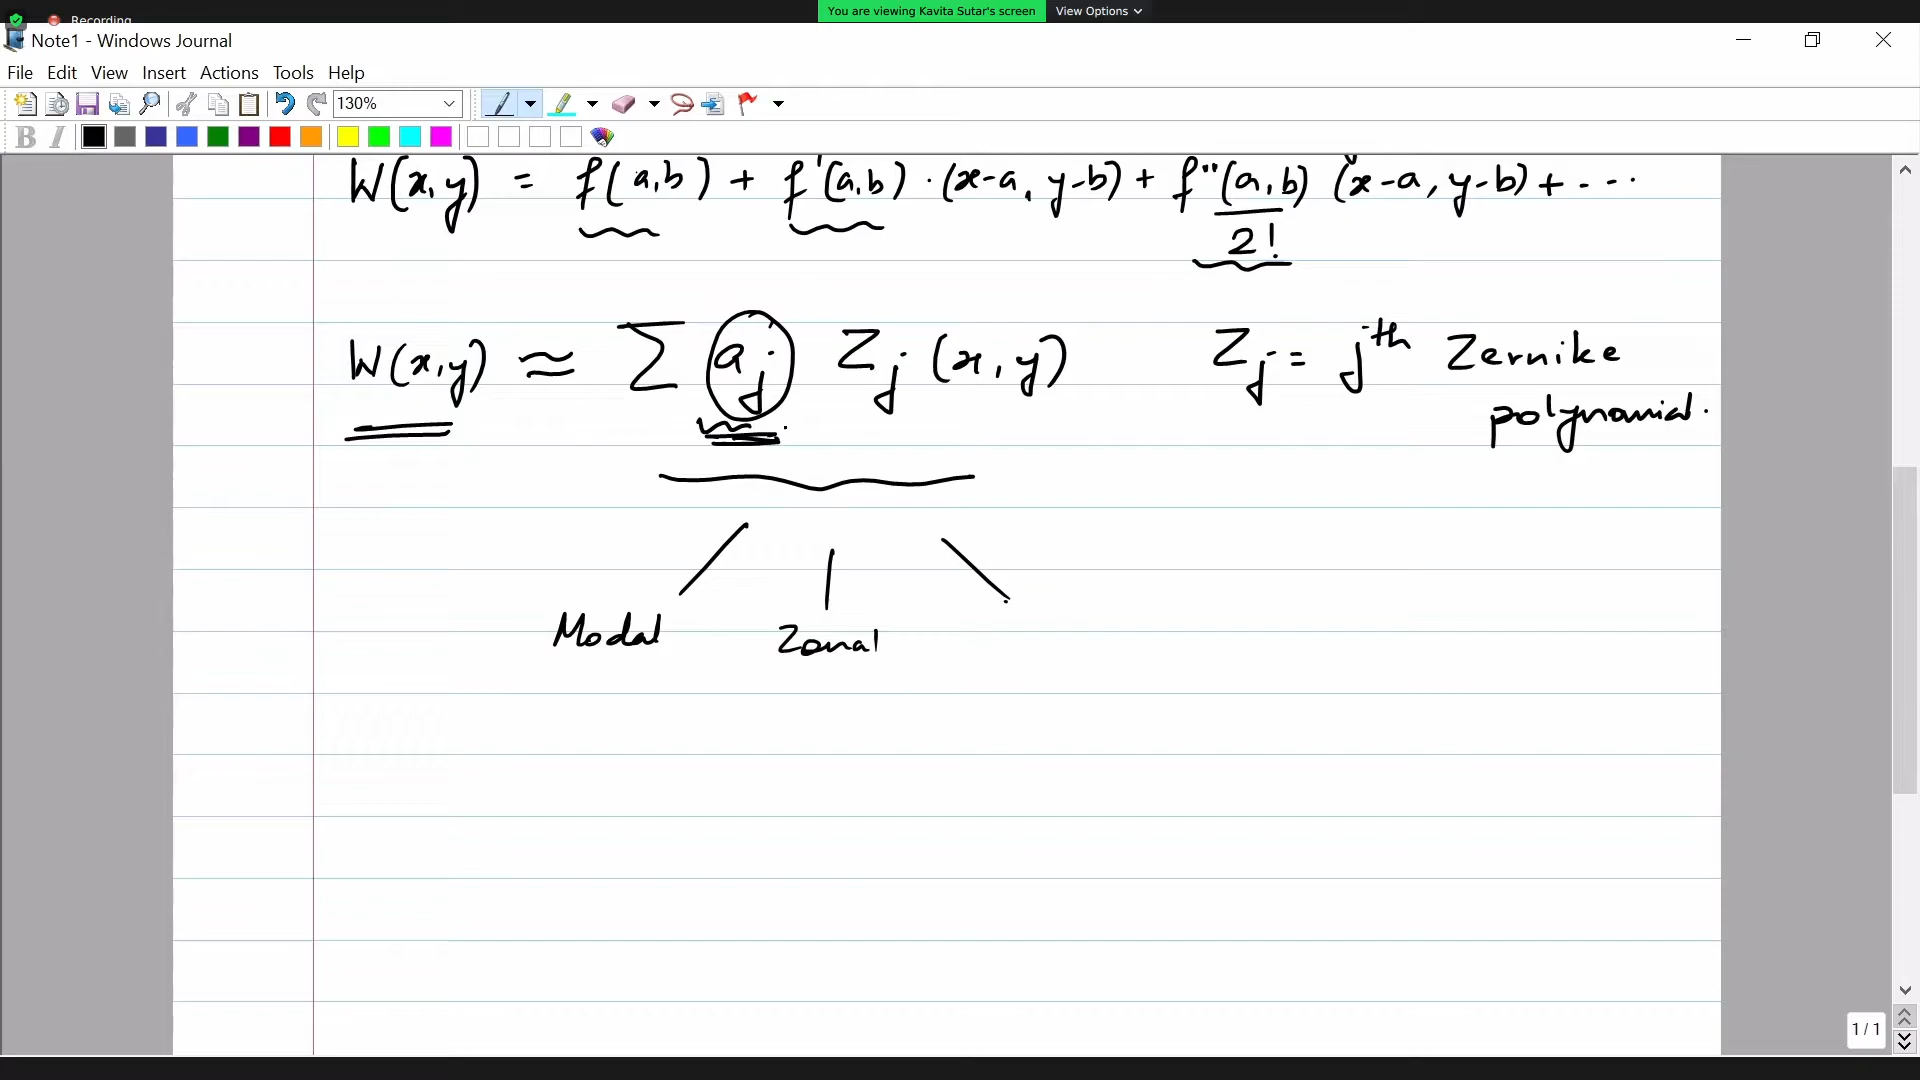 Recording
You are viewing Kavita Sutar's screen View Options
Note1 - Windows Journal
File Edit View Insert Actions Tools Help
130%
B I
W(x,y) = f(a,b) + f'(a,b) · (x-a, y-b) + f''(a,b) (x-a, y-b) + ...
2!
W(x,y) ≈ Σ aj Zj (x,y) Zj = jth Zernike
polynomial.
Modal Zonal
1 / 1